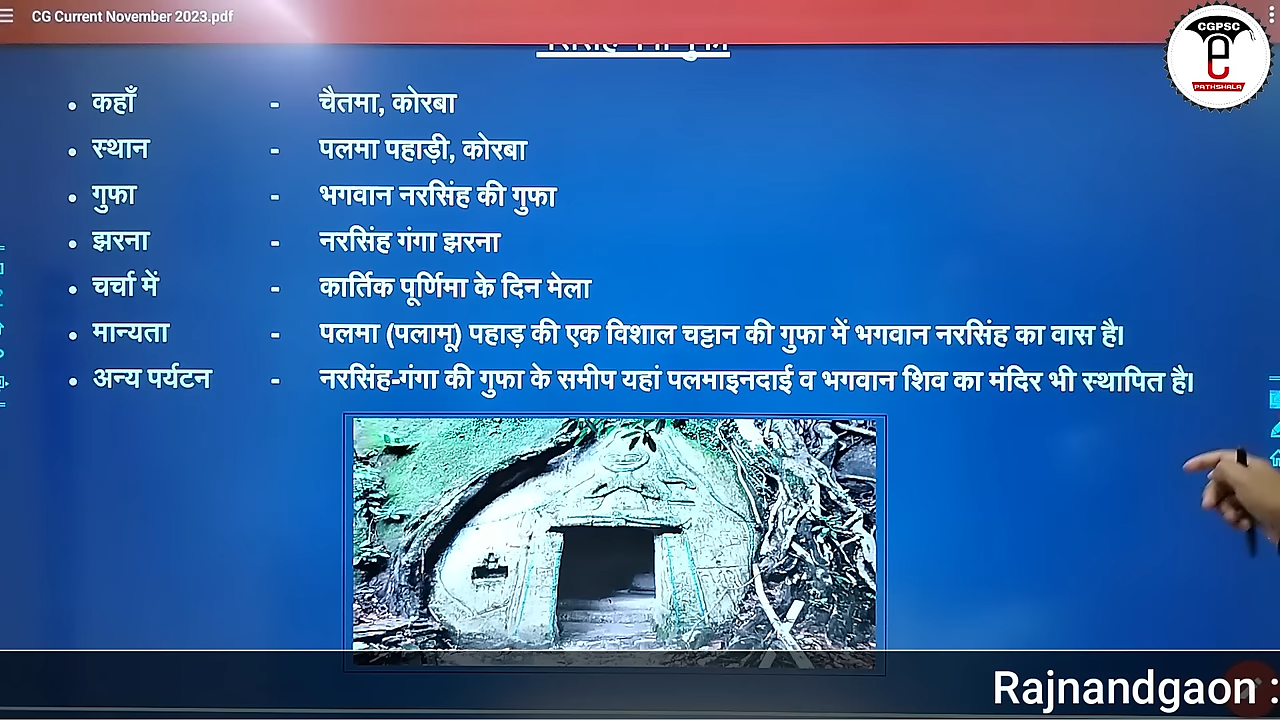 CG Current November 2023.pdf
CGPSC
e
PATHSHALA
• कहाँ - चैतमा, कोरबा
• स्थान - पलमा पहाड़ी, कोरबा
• गुफा - भगवान नरसिंह की गुफा
• झरना - नरसिंह गंगा झरना
• चर्चा में - कार्तिक पूर्णिमा के दिन मेला
• मान्यता - पलमा (पलामू) पहाड़ की एक विशाल चट्टान की गुफा में भगवान नरसिंह का वास है।
• अन्य पर्यटन - नरसिंह-गंगा की गुफा के समीप यहां पलमाइनदाई व भगवान शिव का मंदिर भी स्थापित है।
Rajnandgaon :